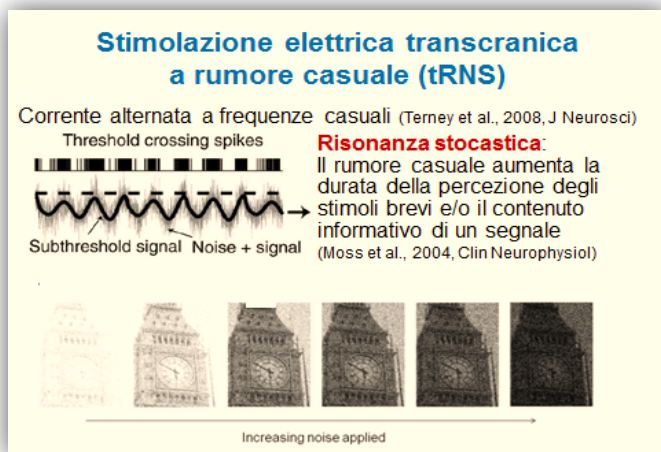 Stimolazione elettrica transcranica
a rumore casuale (tRNS)
Corrente alternata a frequenze casuali (Terney et al., 2008, J Neurosci)
Threshold crossing spikes
Subthreshold signal
Noise + signal
Risonanza stocastica:
Il rumore casuale aumenta la
durata della percezione degli
stimoli brevi e/o il contenuto
informativo di un segnale
(Moss et al., 2004, Clin Neurophysiol)
Increasing noise applied